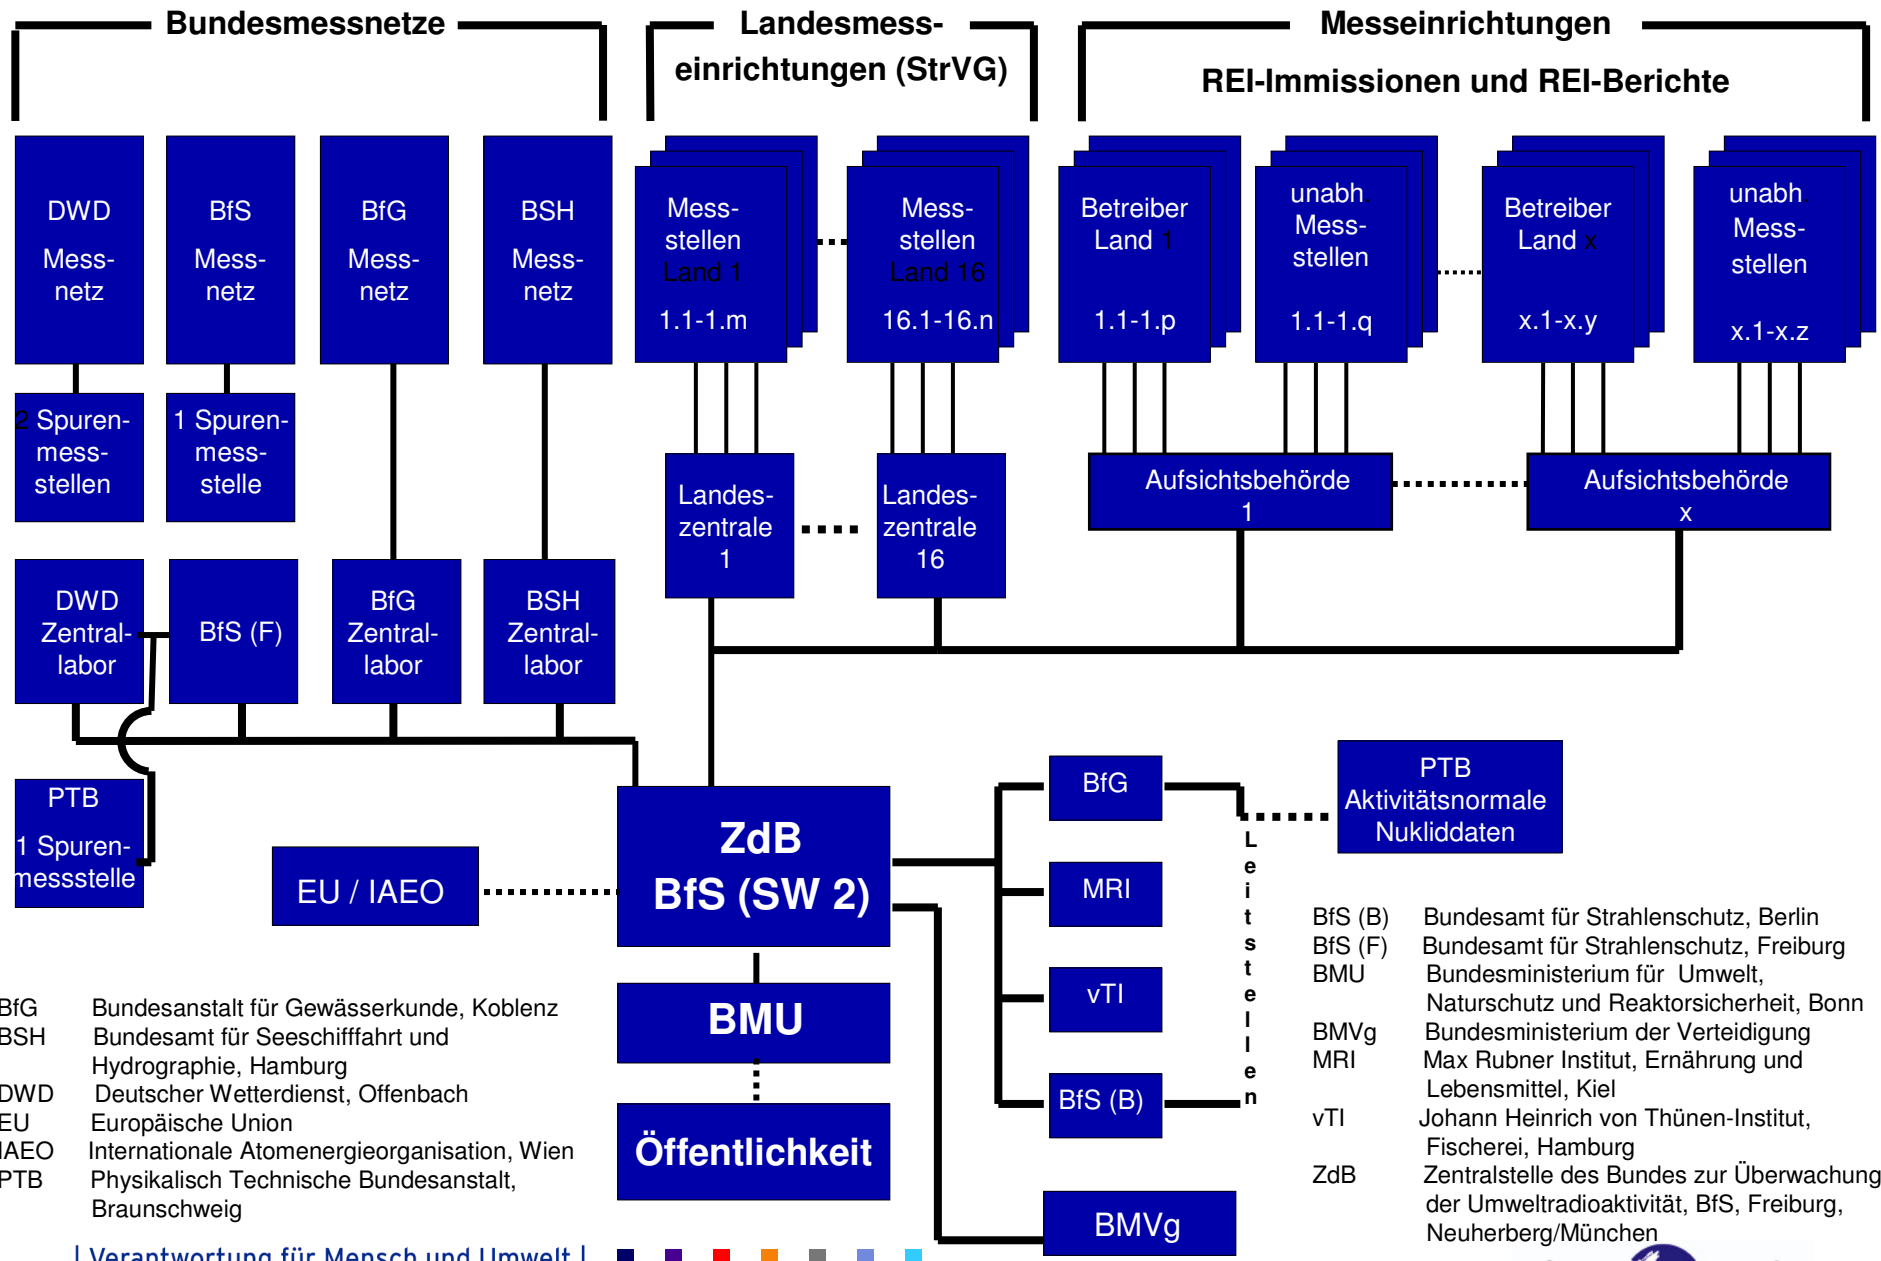 Bundesmessnetze
Landesmess-
einrichtungen (StrVG)
Messeinrichtungen
REI-Immissionen und REI-Berichte
DWD
Mess-
netz
BfS
Mess-
netz
BfG
Mess-
netz
BSH
Mess-
netz
Mess-
stellen
Land 1
1.1-1.m
Mess-
stellen
Land 16
16.1-16.n
Betreiber
Land 1
1.1-1.p
unabh.
Mess-
stellen
1.1-1.q
Betreiber
Land x
x.1-x.y
unabh.
Mess-
stellen
x.1-x.z
2 Spuren-
mess-
stellen
1 Spuren-
mess-
stelle
Landes-
zentrale
1
Landes-
zentrale
16
Aufsichtsbehörde
1
Aufsichtsbehörde
x
DWD
Zentral-
labor
BfS (F)
BfG
Zentral-
labor
BSH
Zentral-
labor
PTB
1 Spuren-
messstelle
EU / IAEO
ZdB
BfS (SW 2)
BMU
Öffentlichkeit
BfG
MRI
vTI
BfS (B)
BMVg
Leitstellen
PTB
Aktivitätsnormale
Nukliddaten
BfG Bundesanstalt für Gewässerkunde, Koblenz
BSH Bundesamt für Seeschifffahrt und
Hydrographie, Hamburg
DWD Deutscher Wetterdienst, Offenbach
EU Europäische Union
IAEO Internationale Atomenergieorganisation, Wien
PTB Physikalisch Technische Bundesanstalt,
Braunschweig
BfS (B) Bundesamt für Strahlenschutz, Berlin
BfS (F) Bundesamt für Strahlenschutz, Freiburg
BMU Bundesministerium für Umwelt,
Naturschutz und Reaktorsicherheit, Bonn
BMVg Bundesministerium der Verteidigung
MRI Max Rubner Institut, Ernährung und
Lebensmittel, Kiel
vTI Johann Heinrich von Thünen-Institut,
Fischerei, Hamburg
ZdB Zentralstelle des Bundes zur Überwachung
der Umweltradioaktivität, BfS, Freiburg,
Neuherberg/München
| Verantwortung für Mensch und Umwelt |